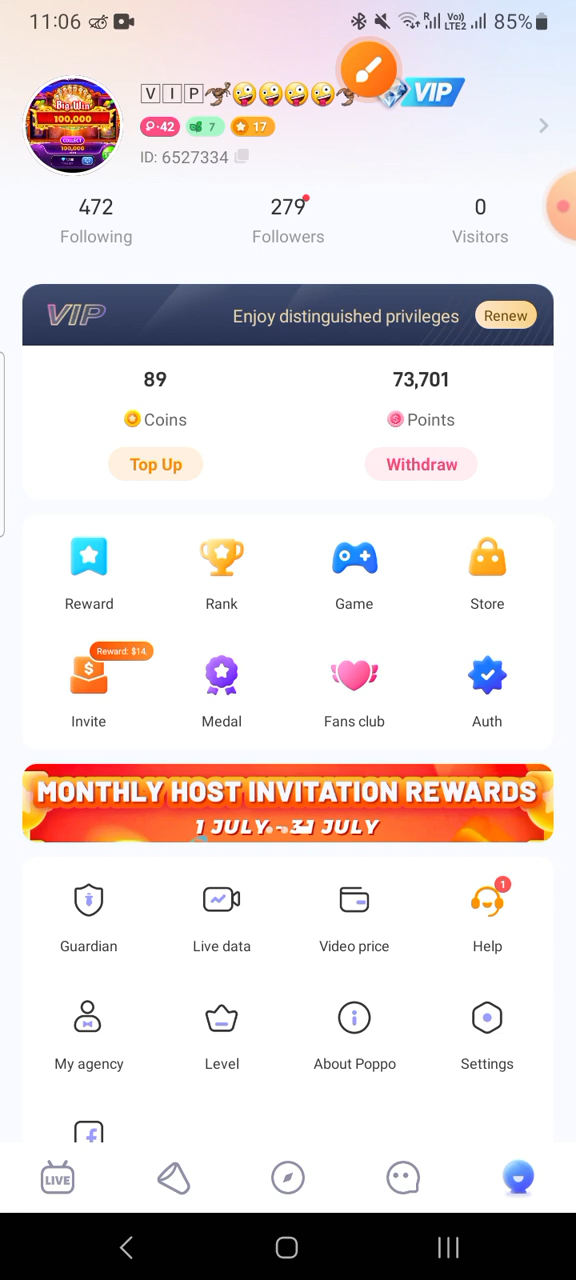 11:06 R Vo)) LTE2 85%
🅅🄸🄿 VIP
42 7 17
ID: 6527334
472 279 0
Following Followers Visitors
VIP Enjoy distinguished privileges Renew
89 73,701
Coins Points
Top Up Withdraw
Reward Rank Game Store
Reward: $14.
Invite Medal Fans club Auth
MONTHLY HOST INVITATION REWARDS
1 JULY - 31 JULY
1
Guardian Live data Video price Help
My agency Level About Poppo Settings
LIVE